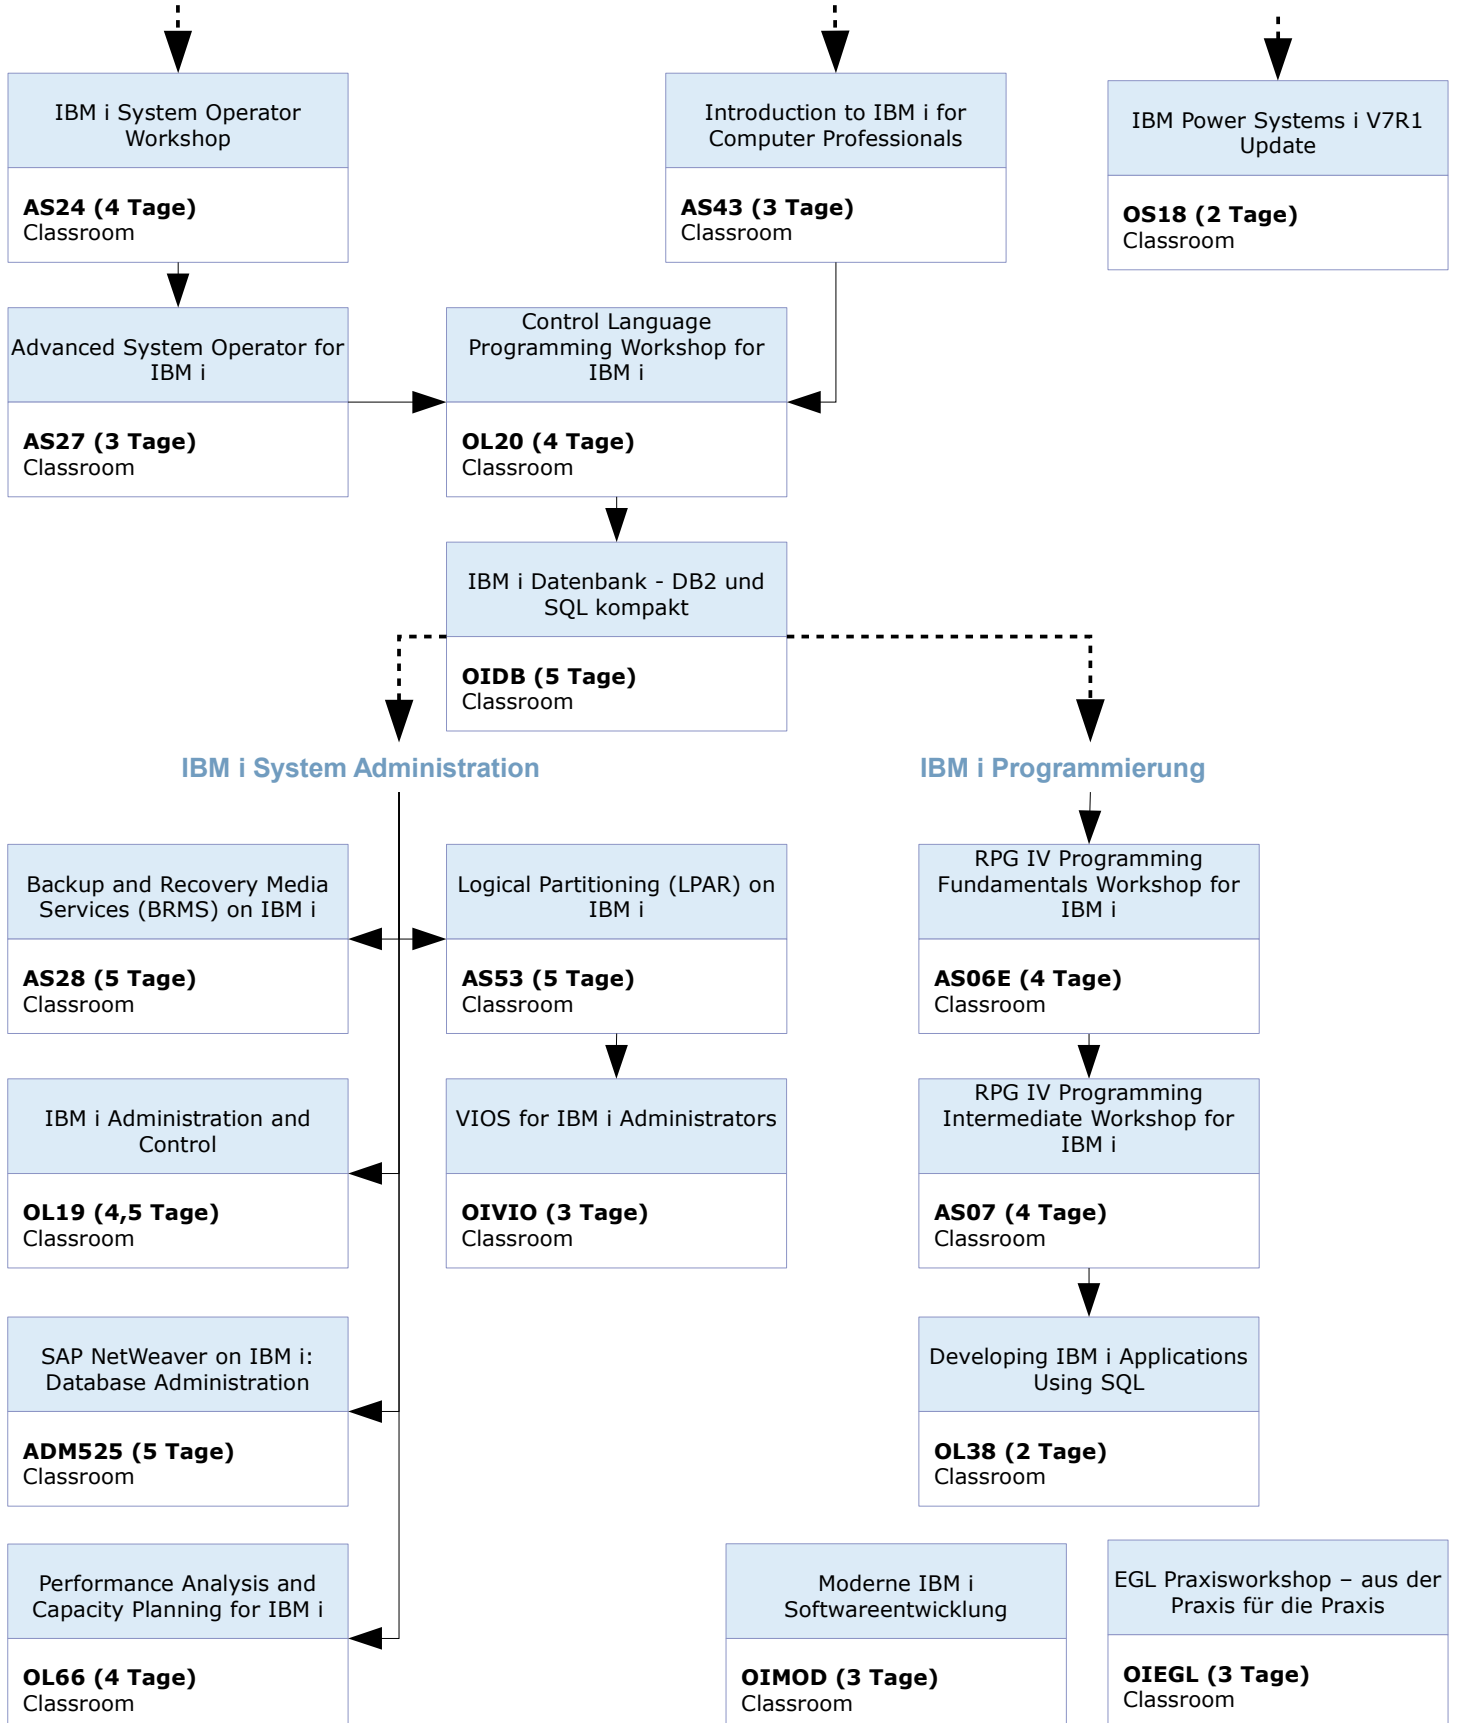 IBM i System Operator
Workshop
AS24 (4 Tage)
Classroom
Introduction to IBM i for
Computer Professionals
AS43 (3 Tage)
Classroom
IBM Power Systems i V7R1
Update
OS18 (2 Tage)
Classroom
Advanced System Operator for
IBM i
AS27 (3 Tage)
Classroom
Control Language
Programming Workshop for
IBM i
OL20 (4 Tage)
Classroom
IBM i Datenbank - DB2 und
SQL kompakt
OIDB (5 Tage)
Classroom
IBM i System Administration
IBM i Programmierung
Backup and Recovery Media
Services (BRMS) on IBM i
AS28 (5 Tage)
Classroom
Logical Partitioning (LPAR) on
IBM i
AS53 (5 Tage)
Classroom
RPG IV Programming
Fundamentals Workshop for
IBM i
AS06E (4 Tage)
Classroom
IBM i Administration and
Control
OL19 (4,5 Tage)
Classroom
VIOS for IBM i Administrators
OIVIO (3 Tage)
Classroom
RPG IV Programming
Intermediate Workshop for
IBM i
AS07 (4 Tage)
Classroom
SAP NetWeaver on IBM i:
Database Administration
ADM525 (5 Tage)
Classroom
Developing IBM i Applications
Using SQL
OL38 (2 Tage)
Classroom
Performance Analysis and
Capacity Planning for IBM i
OL66 (4 Tage)
Classroom
Moderne IBM i
Softwareentwicklung
OIMOD (3 Tage)
Classroom
EGL Praxisworkshop – aus der
Praxis für die Praxis
OIEGL (3 Tage)
Classroom